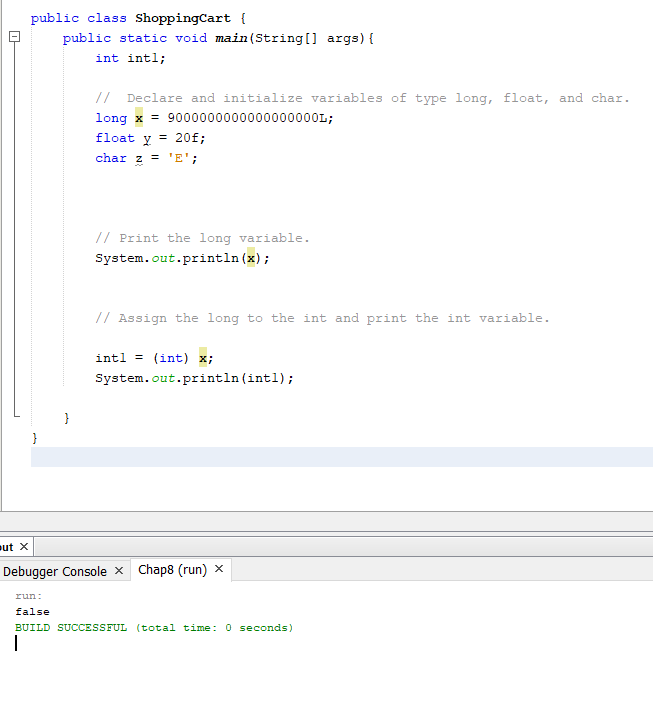 public class ShoppingCart {
public static void main(String[] args){
int int1;
// Declare and initialize variables of type long, float, and char.
long x = 9000000000000000000L;
float y = 20f;
char z = 'E';
// Print the long variable.
System.out.println(x);
// Assign the long to the int and print the int variable.
int1 = (int) x;
System.out.println(int1);
}
}
out ×
Debugger Console × Chap8 (run) ×
run:
false
BUILD SUCCESSFUL (total time: 0 seconds)